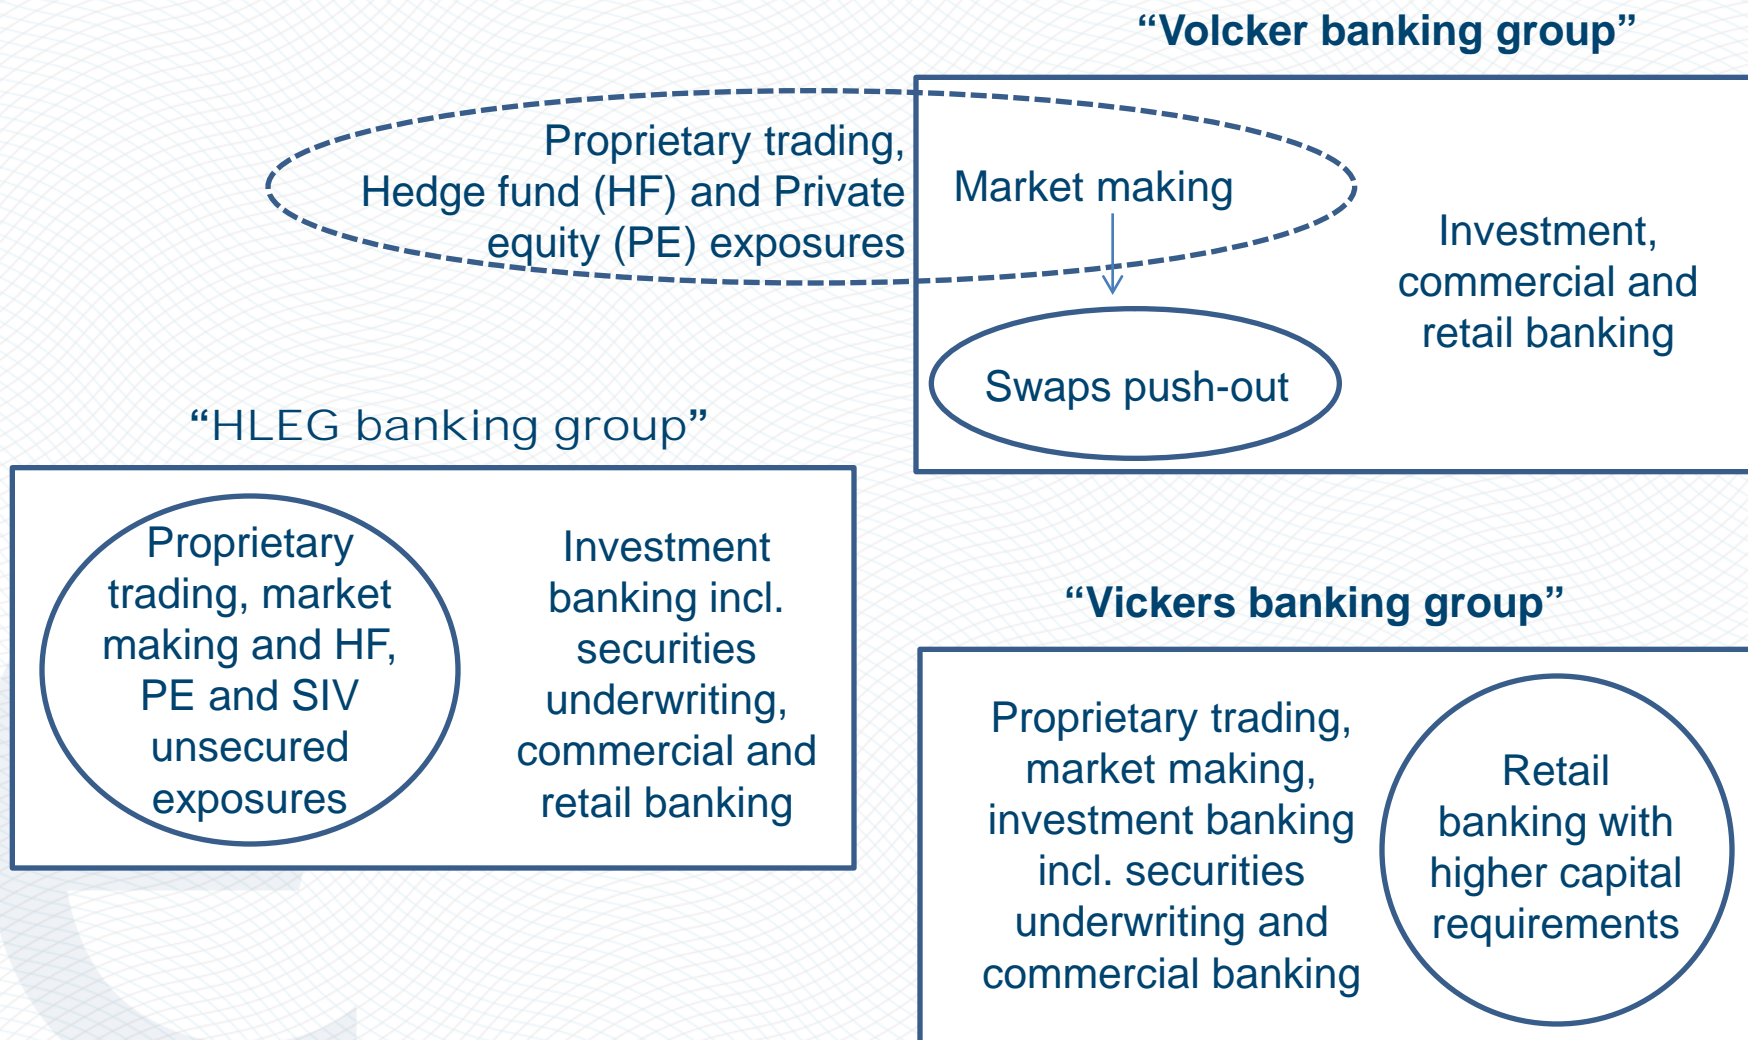 “Volcker banking group”
Proprietary trading,
Hedge fund (HF) and Private
equity (PE) exposures
Market making
Investment,
commercial and
retail banking
Swaps push-out
“HLEG banking group”
Proprietary
trading, market
making and HF,
PE and SIV
unsecured
exposures
Investment
banking incl.
securities
underwriting,
commercial and
retail banking
“Vickers banking group”
Proprietary trading,
market making,
investment banking
incl. securities
underwriting and
commercial banking
Retail
banking with
higher capital
requirements